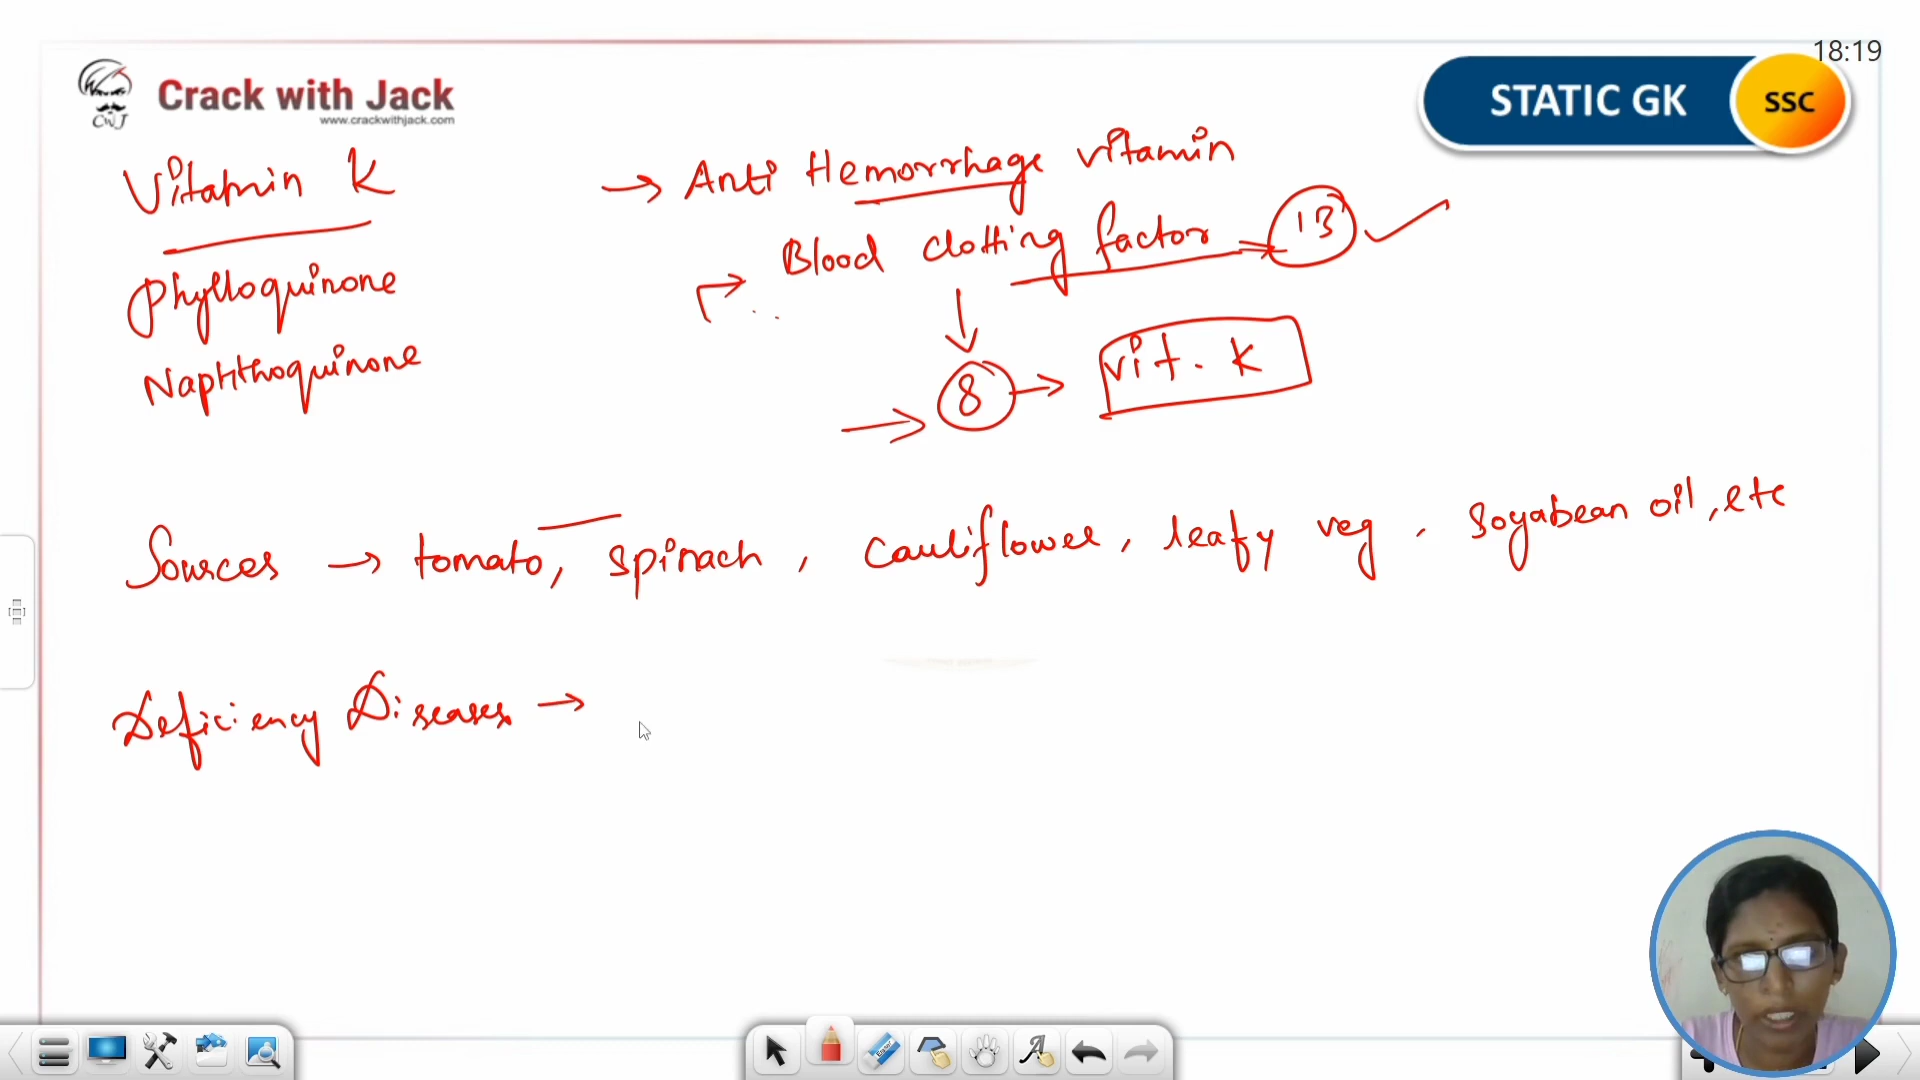 18:19
Crack with Jack
www.crackwithjack.com
CWJ
STATIC GK
SSC
Vitamin K → Anti Hemorrhage vitamin
Blood clotting factor → 13 ✓
Phylloquinone
8 → vit. K
Naphthoquinone
Sources → tomato, spinach, cauliflower, leafy veg, soyabean oil, etc
Deficiency Diseases →